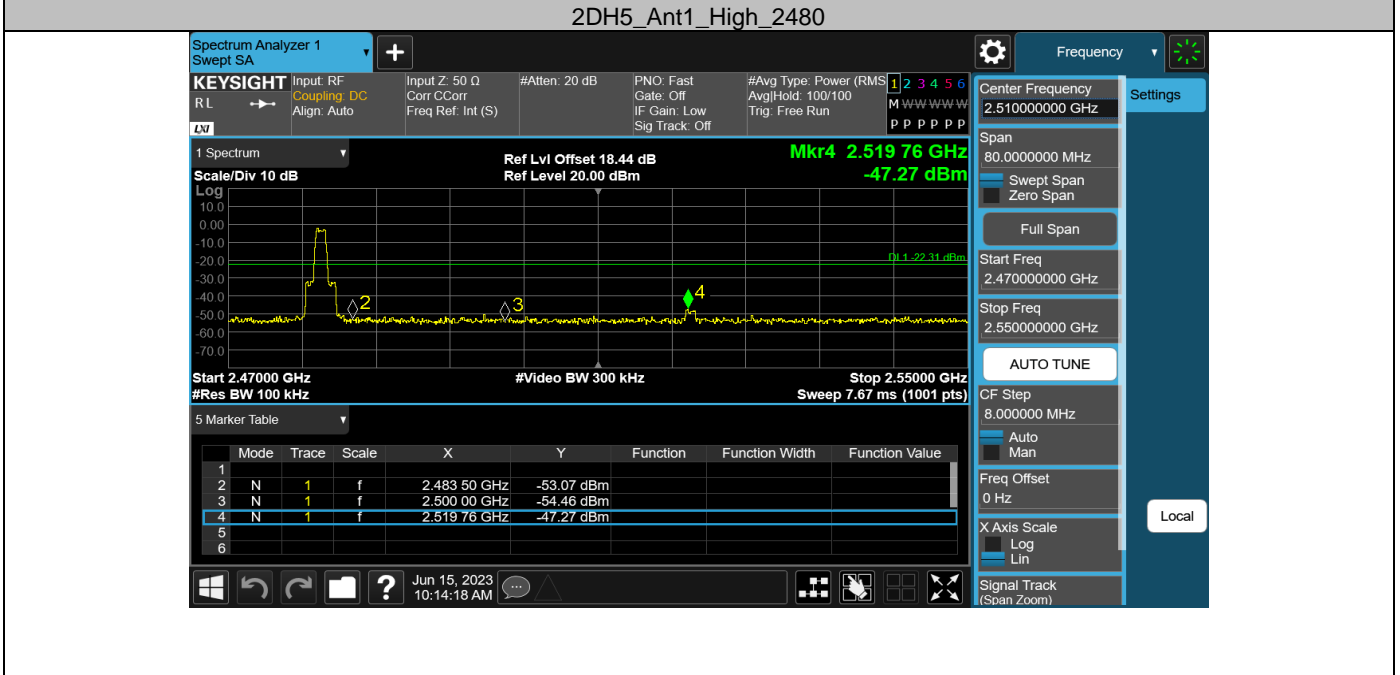 2DH5_Ant1_High_2480
Spectrum Analyzer 1
Swept SA
Frequency
KEYSIGHT
RL
LXI
Input: RF
Coupling: DC
Align: Auto
Input Z: 50 Ω
Corr CCorr
Freq Ref: Int (S)
#Atten: 20 dB
PNO: Fast
Gate: Off
IF Gain: Low
Sig Track: Off
#Avg Type: Power (RMS
Avg|Hold: 100/100
Trig: Free Run
1 2 3 4 5 6
M W W W W W
P P P P P P
1 Spectrum
Scale/Div 10 dB
Ref Lvl Offset 18.44 dB
Ref Level 20.00 dBm
Mkr4 2.519 76 GHz
-47.27 dBm
Log
10.0
0.00
-10.0
-20.0
-30.0
-40.0
-50.0
-60.0
-70.0
DL1 -22.31 dBm
2
3
4
Start 2.47000 GHz
#Video BW 300 kHz
Stop 2.55000 GHz
#Res BW 100 kHz
Sweep 7.67 ms (1001 pts)
5 Marker Table
Mode Trace Scale X Y Function Function Width Function Value
1
2 N 1 f 2.483 50 GHz -53.07 dBm
3 N 1 f 2.500 00 GHz -54.46 dBm
4 N 1 f 2.519 76 GHz -47.27 dBm
5
6
?
Jun 15, 2023
10:14:18 AM
Center Frequency
2.510000000 GHz
Settings
Span
80.0000000 MHz
Swept Span
Zero Span
Full Span
Start Freq
2.470000000 GHz
Stop Freq
2.550000000 GHz
AUTO TUNE
CF Step
8.000000 MHz
Auto
Man
Freq Offset
0 Hz
Local
X Axis Scale
Log
Lin
Signal Track
(Span Zoom)